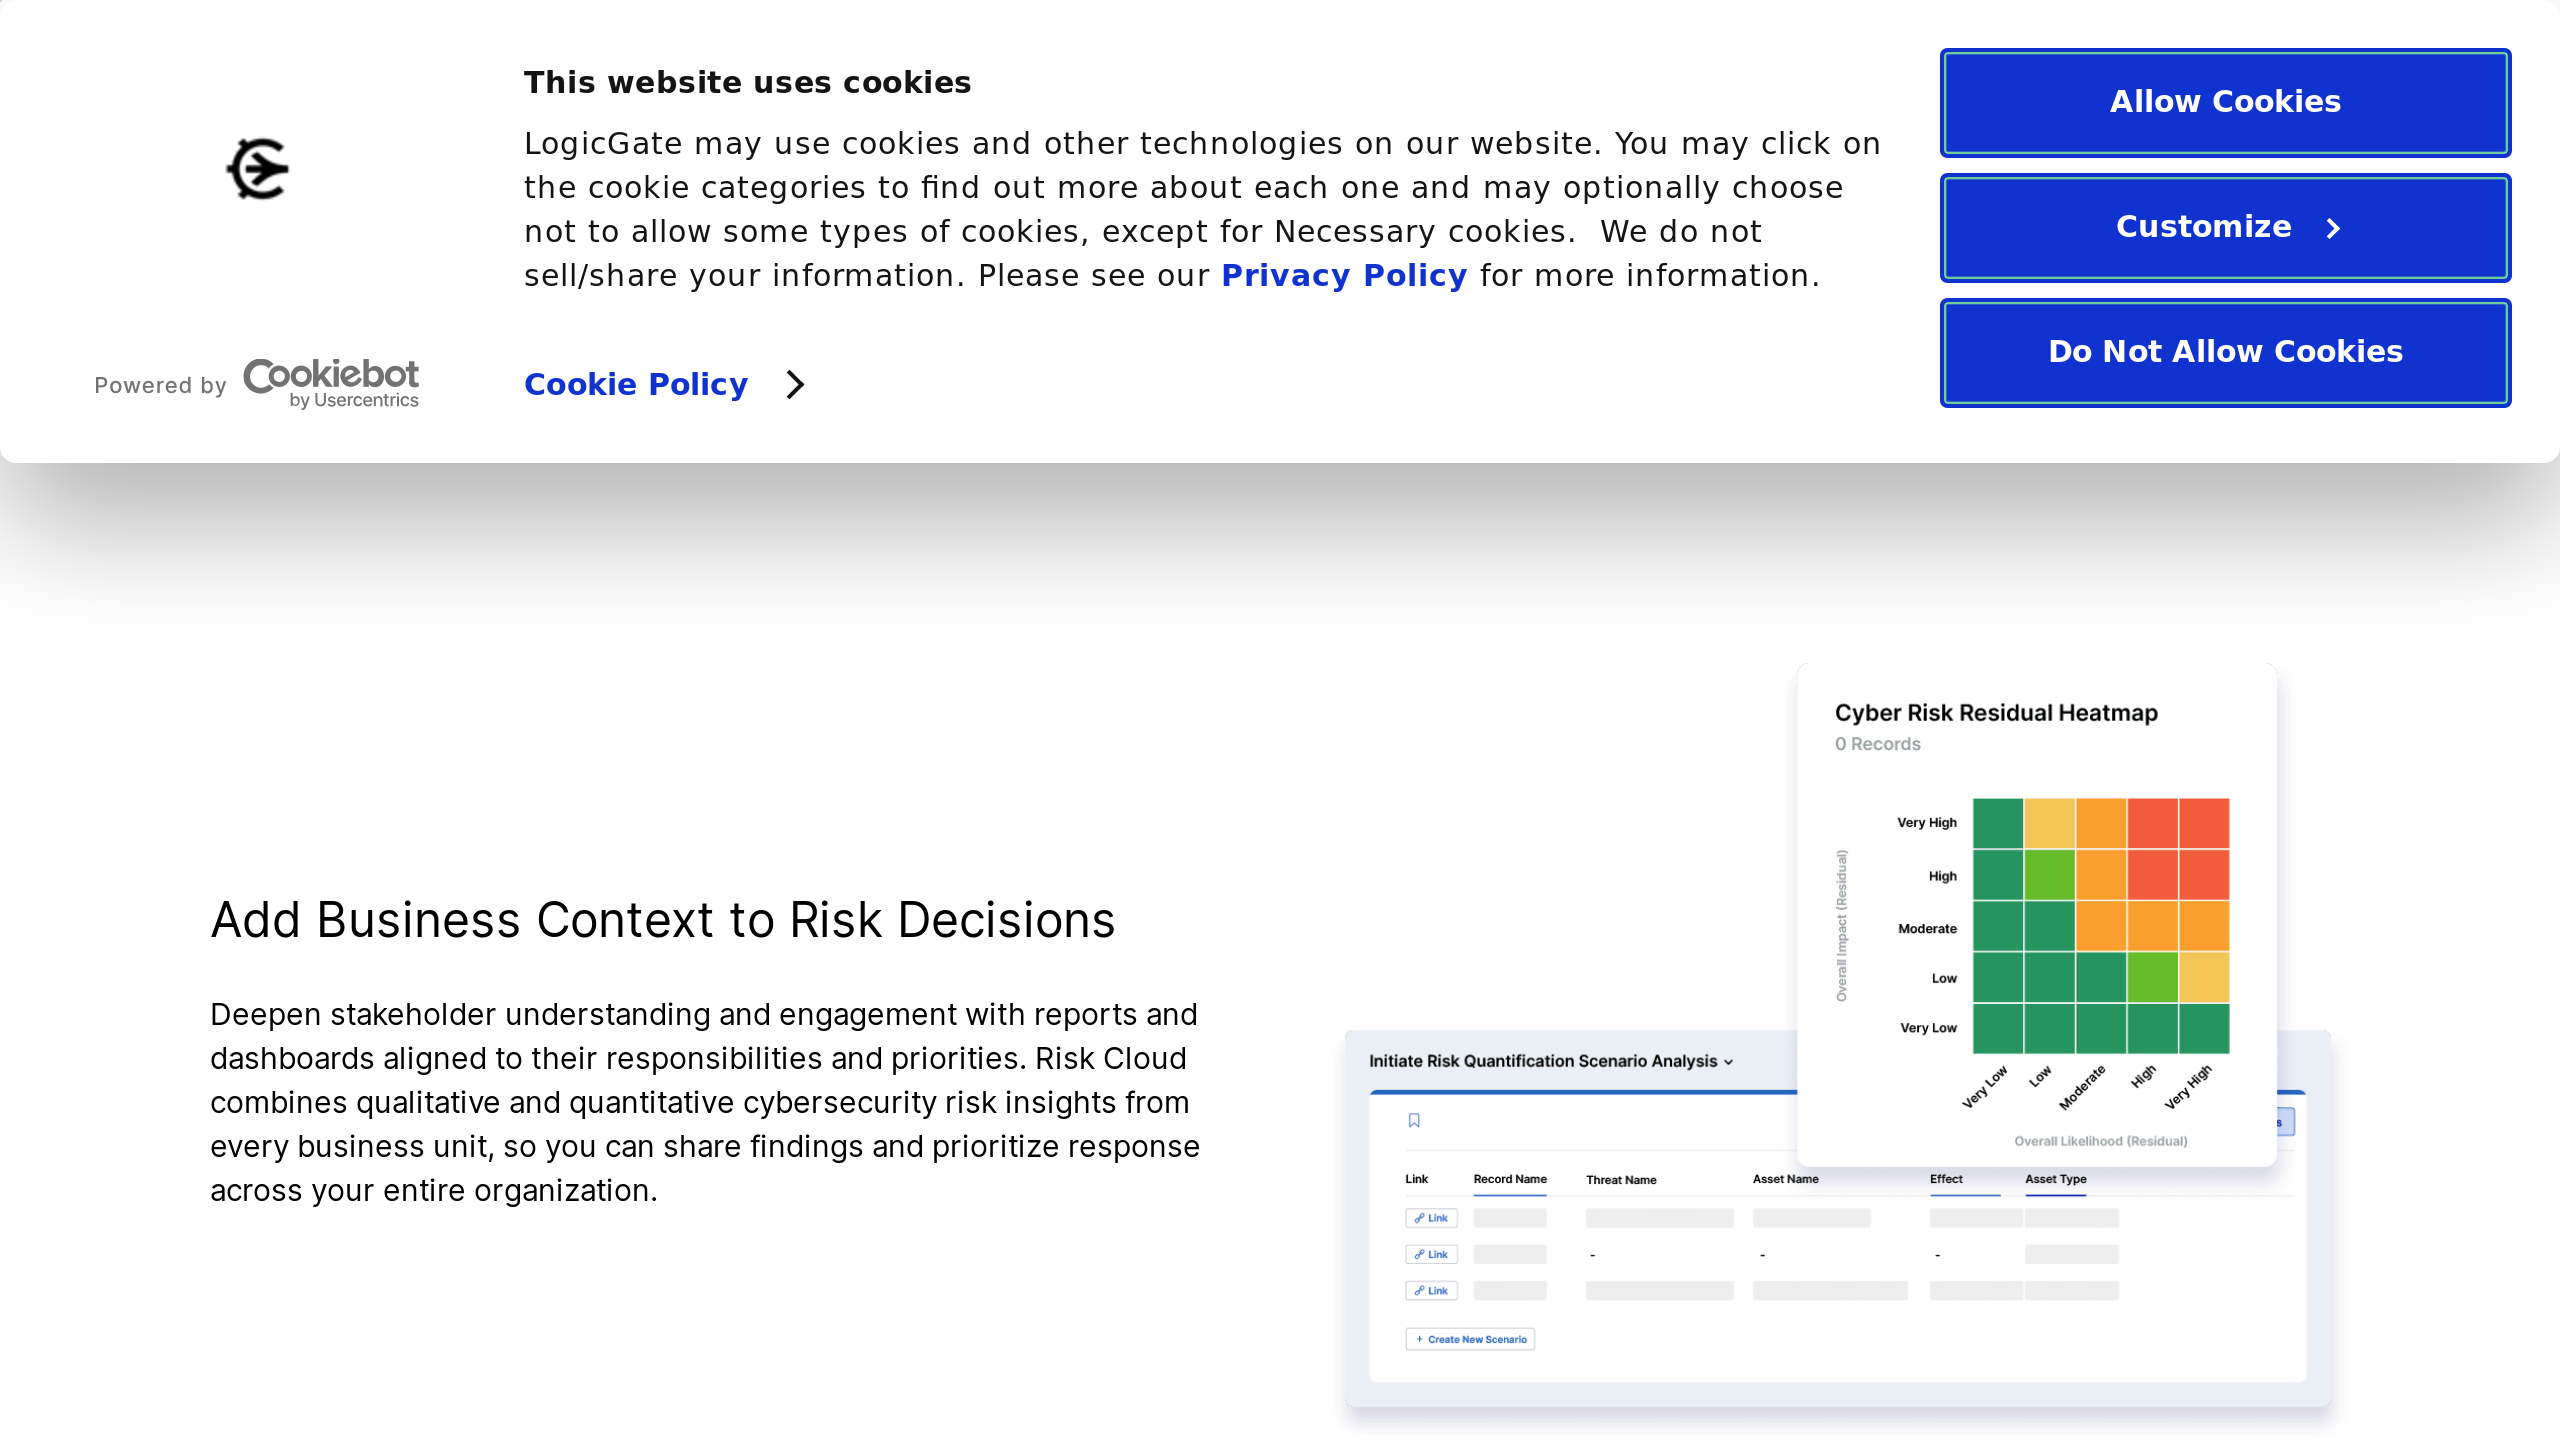 This website uses cookies
LogicGate may use cookies and other technologies on our website. You may click on
the cookie categories to find out more about each one and may optionally choose
not to allow some types of cookies, except for Necessary cookies.  We do not
sell/share your information. Please see our Privacy Policy for more information.
Cookie Policy
Powered by Cookiebot
by Usercentrics
Allow Cookies
Customize
Do Not Allow Cookies
Add Business Context to Risk Decisions
Deepen stakeholder understanding and engagement with reports and
dashboards aligned to their responsibilities and priorities. Risk Cloud
combines qualitative and quantitative cybersecurity risk insights from
every business unit, so you can share findings and prioritize response
across your entire organization.
Cyber Risk Residual Heatmap
0 Records
Overall Impact (Residual)
Very High
High
Moderate
Low
Very Low
Very Low Low Moderate High Very High
Overall Likelihood (Residual)
Initiate Risk Quantification Scenario Analysis
Link Record Name Threat Name Asset Name Effect Asset Type
Link
Link - - -
Link
+ Create New Scenario